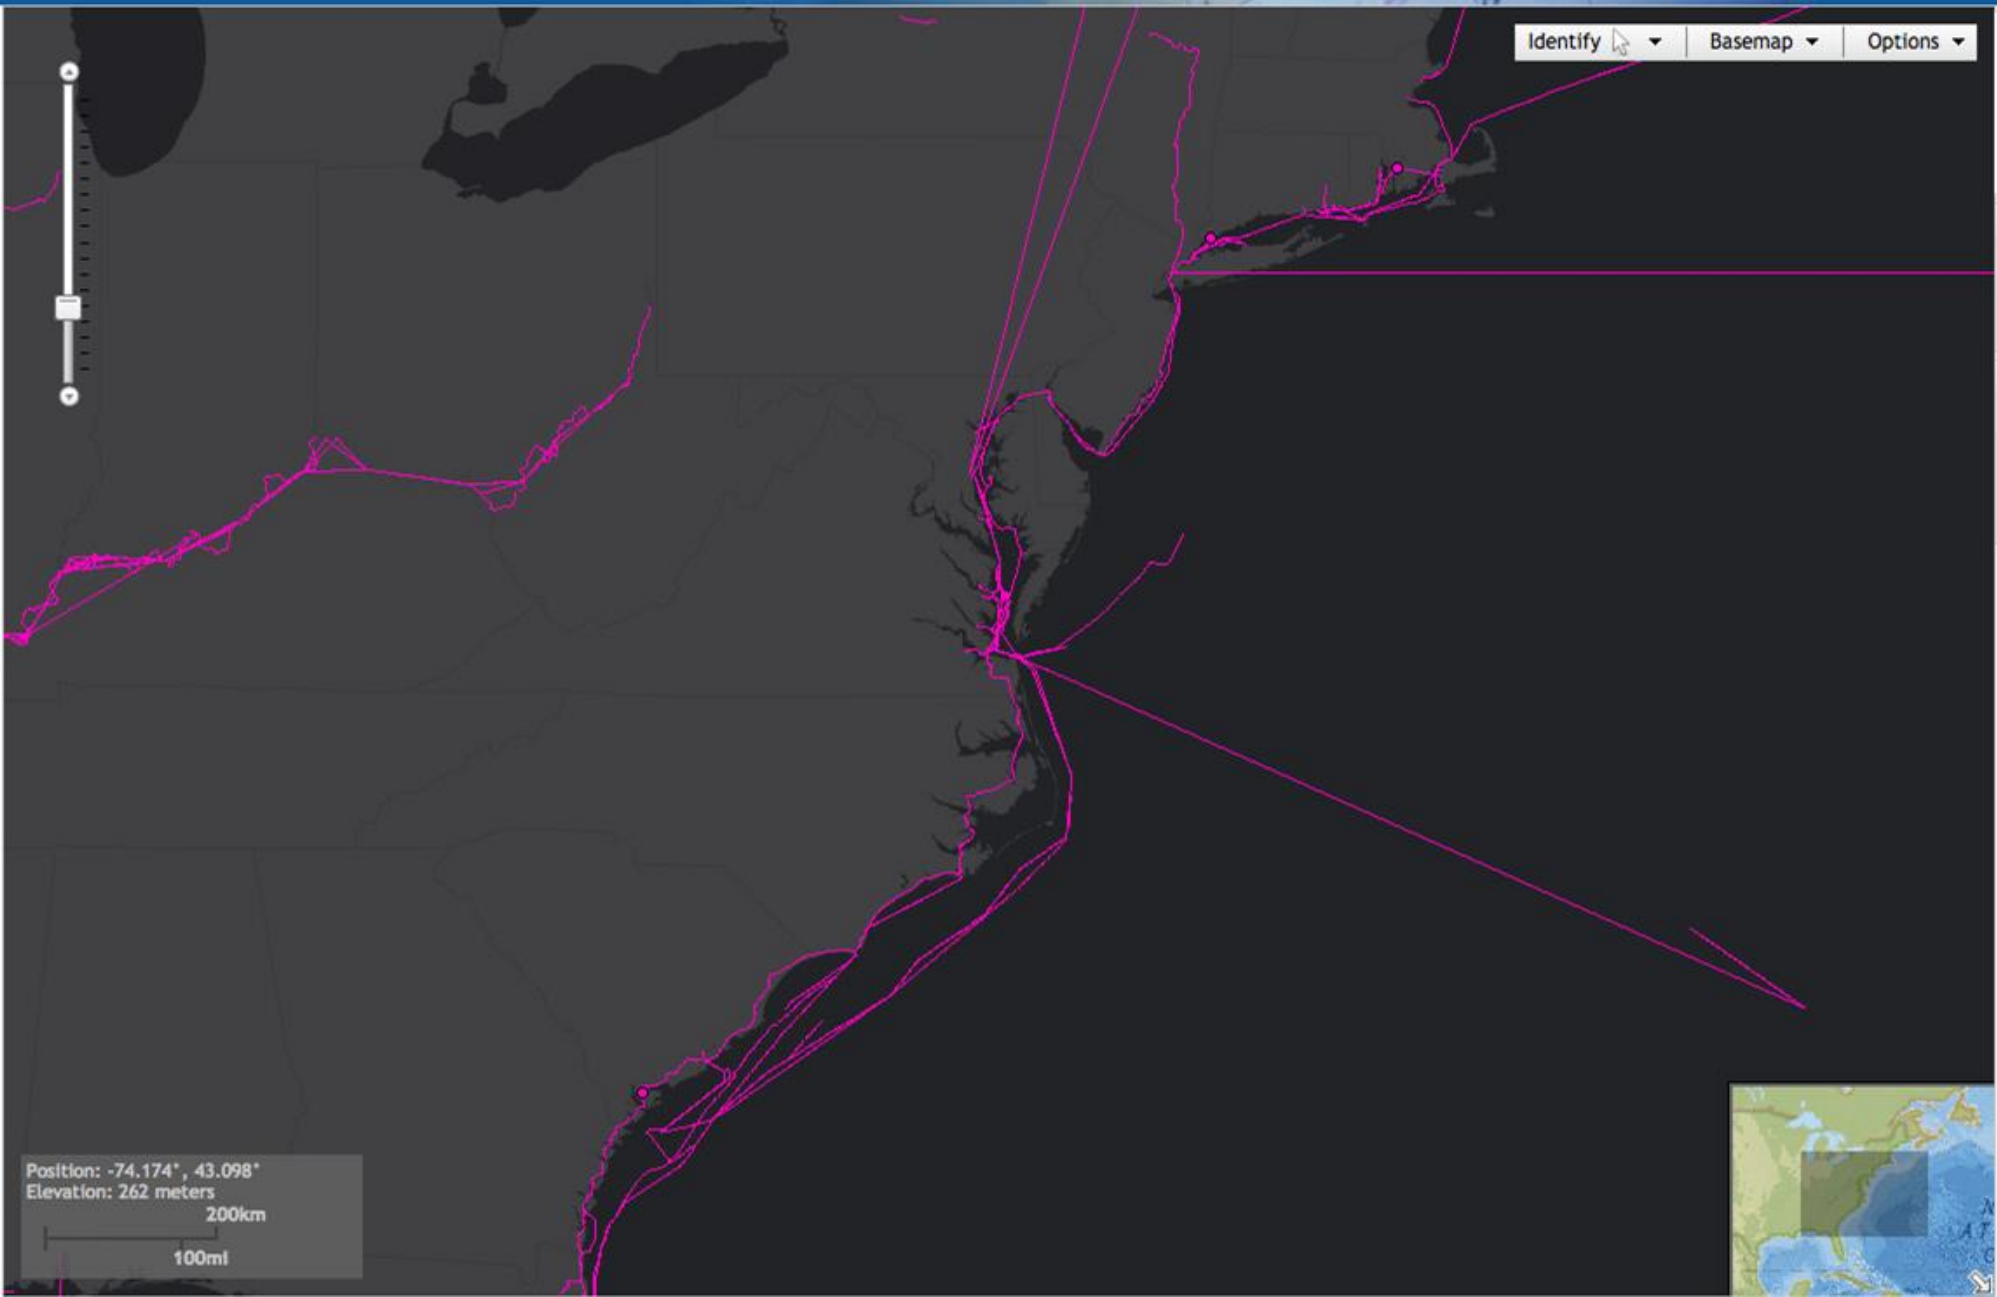 Identify Basemap Options
Position: -74.174°, 43.098°
Elevation: 262 meters
200km
100mi
N
A T